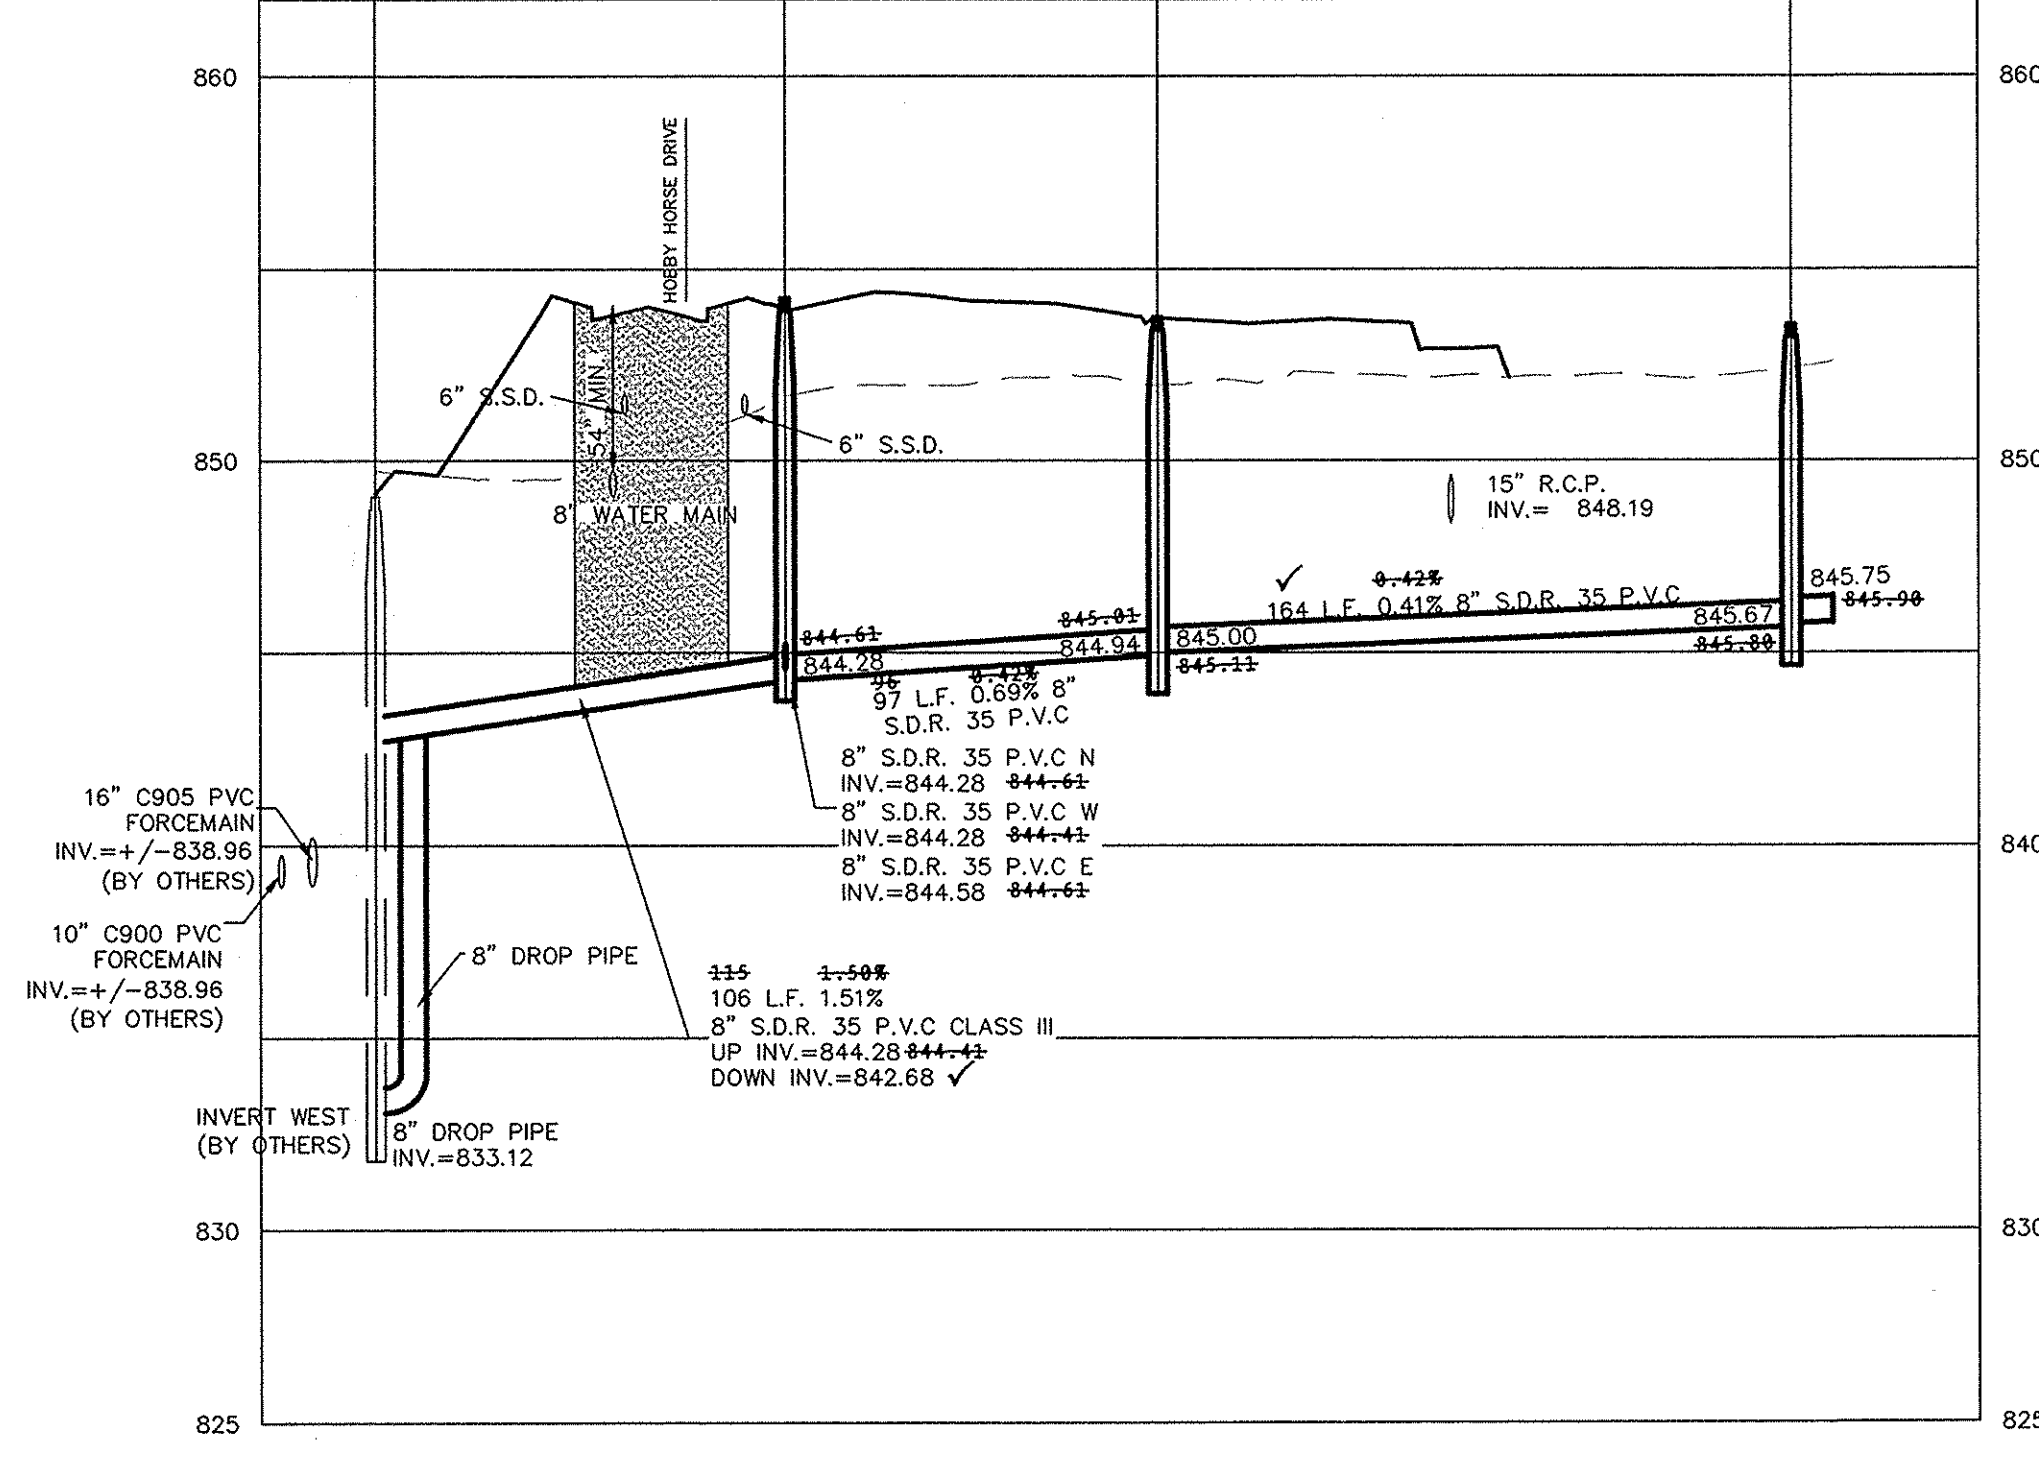 860
860
HOBBY HORSE DRIVE
6" S.S.D.
54" MIN.
6" S.S.D.
850
850
8" WATER MAIN
15" R.C.P.
INV.= 848.19
0.42%
164 L.F. 0.41% 8" S.D.R. 35 P.V.C
845.75
845.90
845.67
845.80
845.01
844.94
845.00
845.11
844.61
844.28
96 0.42%
97 L.F. 0.69% 8"
S.D.R. 35 P.V.C
8" S.D.R. 35 P.V.C N
INV.=844.28 844.61
8" S.D.R. 35 P.V.C W
INV.=844.28 844.41
8" S.D.R. 35 P.V.C E
INV.=844.58 844.61
840
16" C905 PVC
FORCEMAIN
INV.=+/-838.96
(BY OTHERS)
10" C900 PVC
FORCEMAIN
INV.=+/-838.96
(BY OTHERS)
8" DROP PIPE
115 1.50%
106 L.F. 1.51%
8" S.D.R. 35 P.V.C CLASS III
UP INV.=844.28 844.41
DOWN INV.=842.68 ✓
INVERT WEST
(BY OTHERS)
8" DROP PIPE
INV.=833.12
830
830
825
825